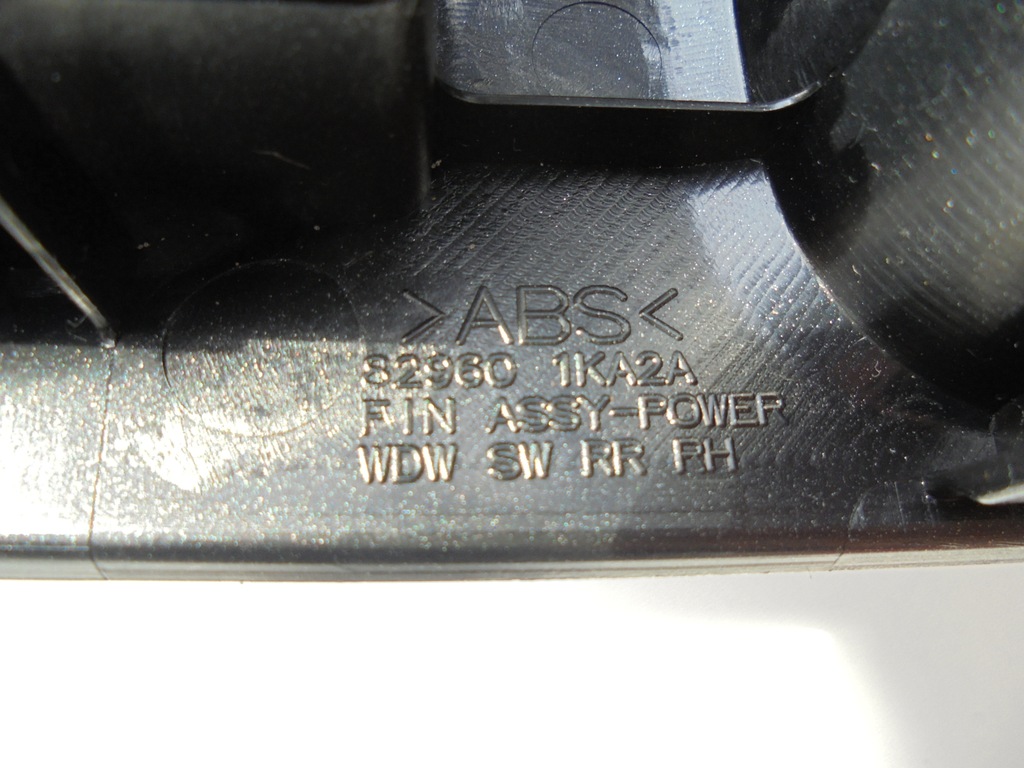 >ABS<
82960 1KA2A
FIN ASSY-POWER
WDW SW RR RH